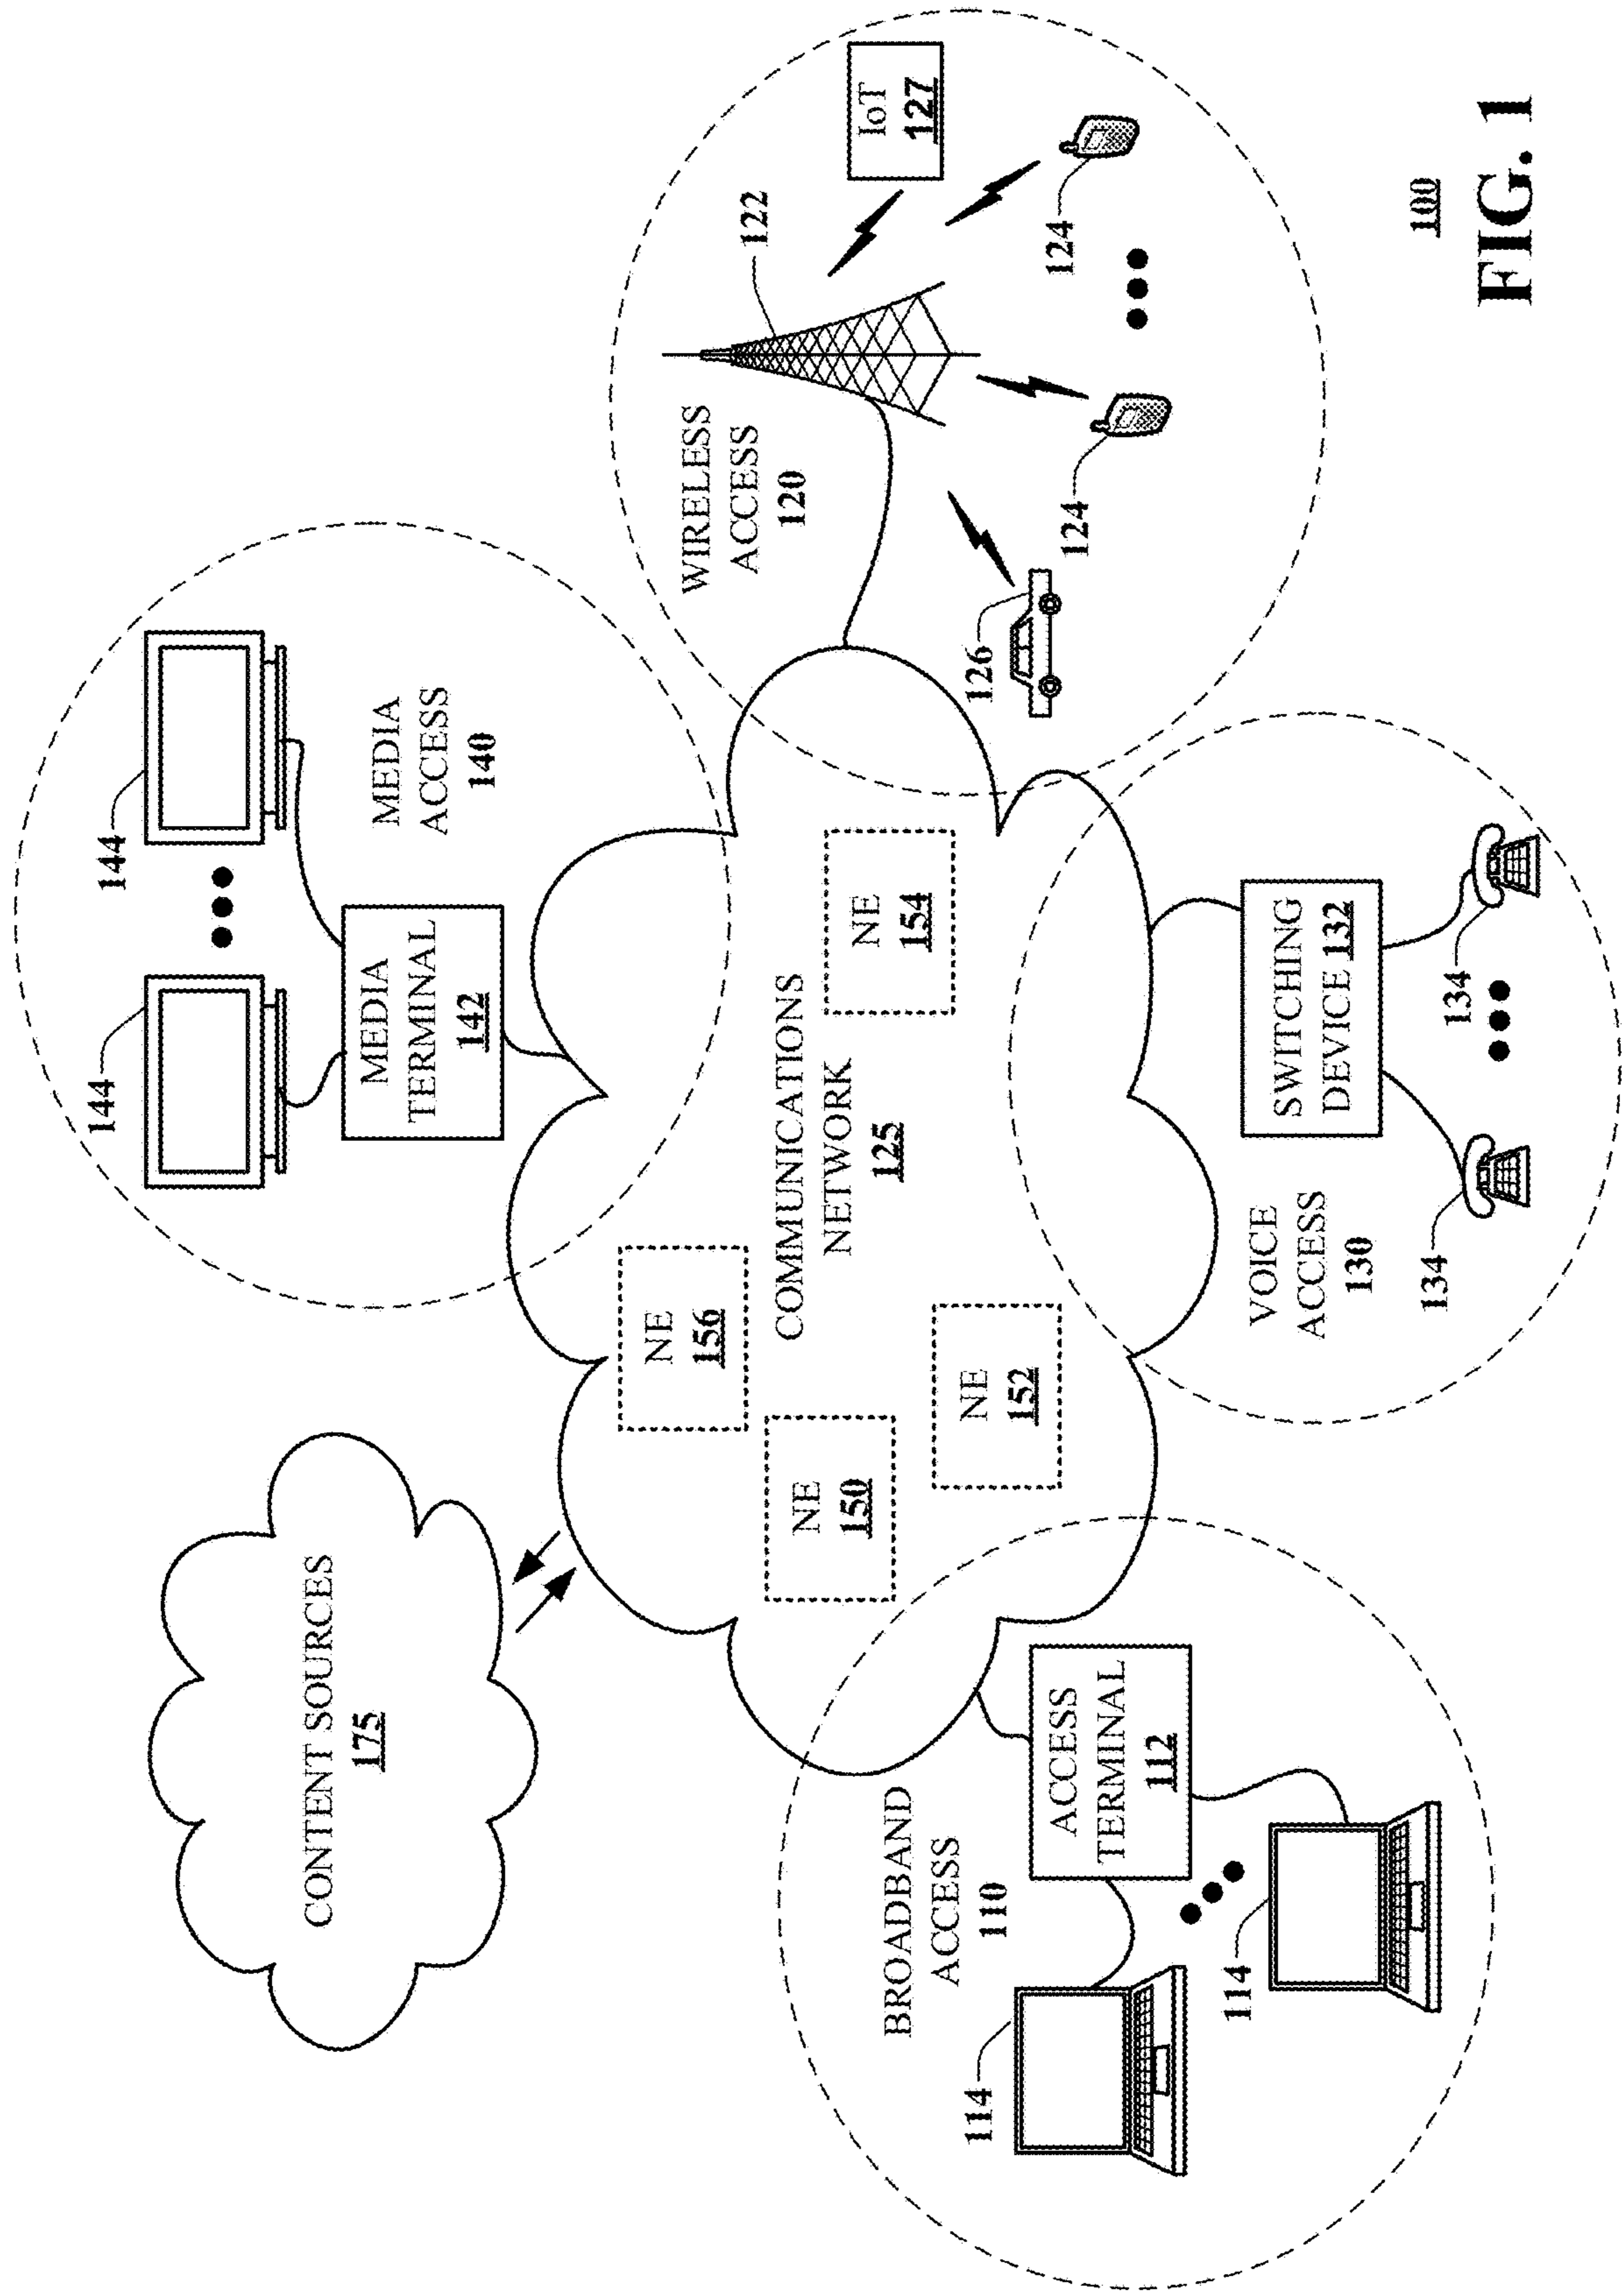 CONTENT SOURCES
175
144
144
MEDIA
TERMINAL
142
MEDIA
ACCESS
140
NE
156
NE
150
NE
152
NE
154
COMMUNICATIONS
NETWORK
125
WIRELESS
ACCESS
120
122
IoT
127
126
124
124
BROADBAND
ACCESS
110
ACCESS
TERMINAL
112
114
114
VOICE
ACCESS
130
SWITCHING
DEVICE 132
134
134
100
FIG. 1